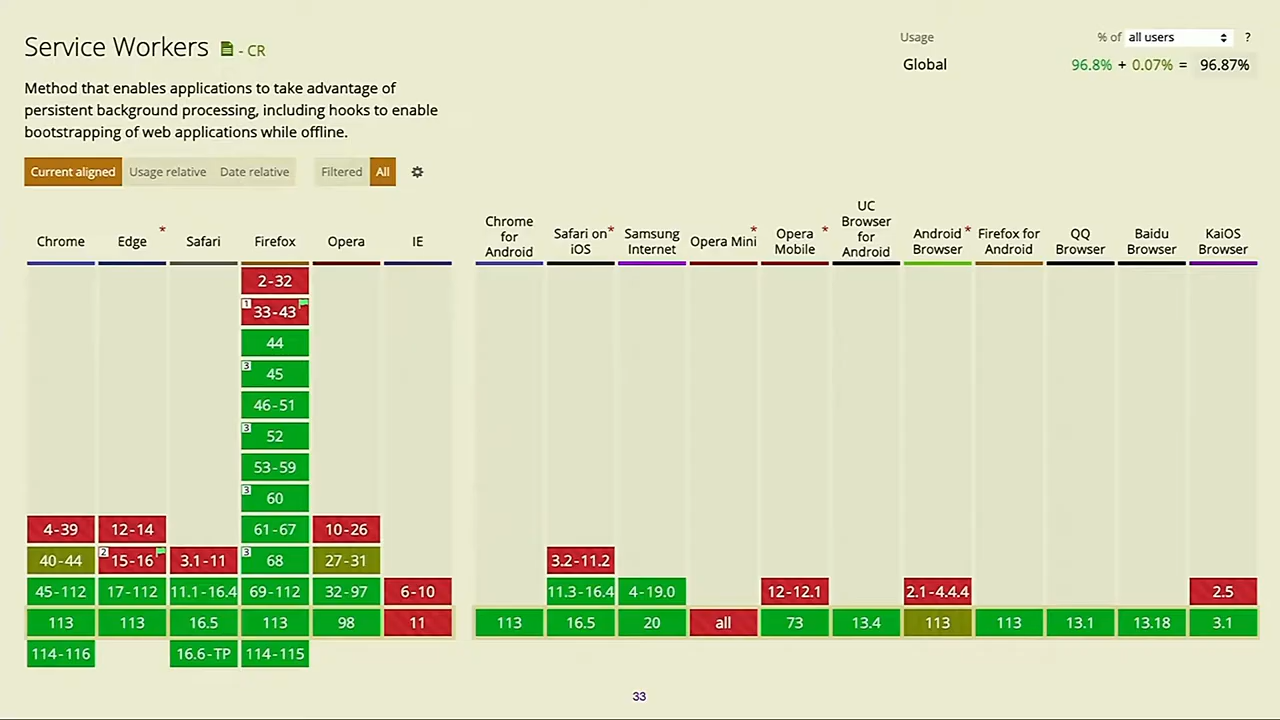 Service Workers - CR
Method that enables applications to take advantage of
persistent background processing, including hooks to enable
bootstrapping of web applications while offline.
Usage % of all users ?
Global 96.8% + 0.07% = 96.87%
Current aligned Usage relative Date relative Filtered All
Chrome Edge * Safari Firefox Opera IE
Chrome for Android Safari on iOS * Samsung Internet Opera Mini * Opera Mobile * UC Browser for Android Android Browser * Firefox for Android QQ Browser Baidu Browser KaiOS Browser
2-32
1 33-43
44
3 45
46-51
3 52
53-59
3 60
4-39 12-14 61-67 10-26
40-44 2 15-16 3.1-11 3 68 27-31 3.2-11.2
45-112 17-112 11.1-16.4 69-112 32-97 6-10 11.3-16.4 4-19.0 12-12.1 2.1-4.4.4 2.5
113 113 16.5 113 98 11 113 16.5 20 all 73 13.4 113 113 13.1 13.18 3.1
114-116 16.6-TP 114-115
33